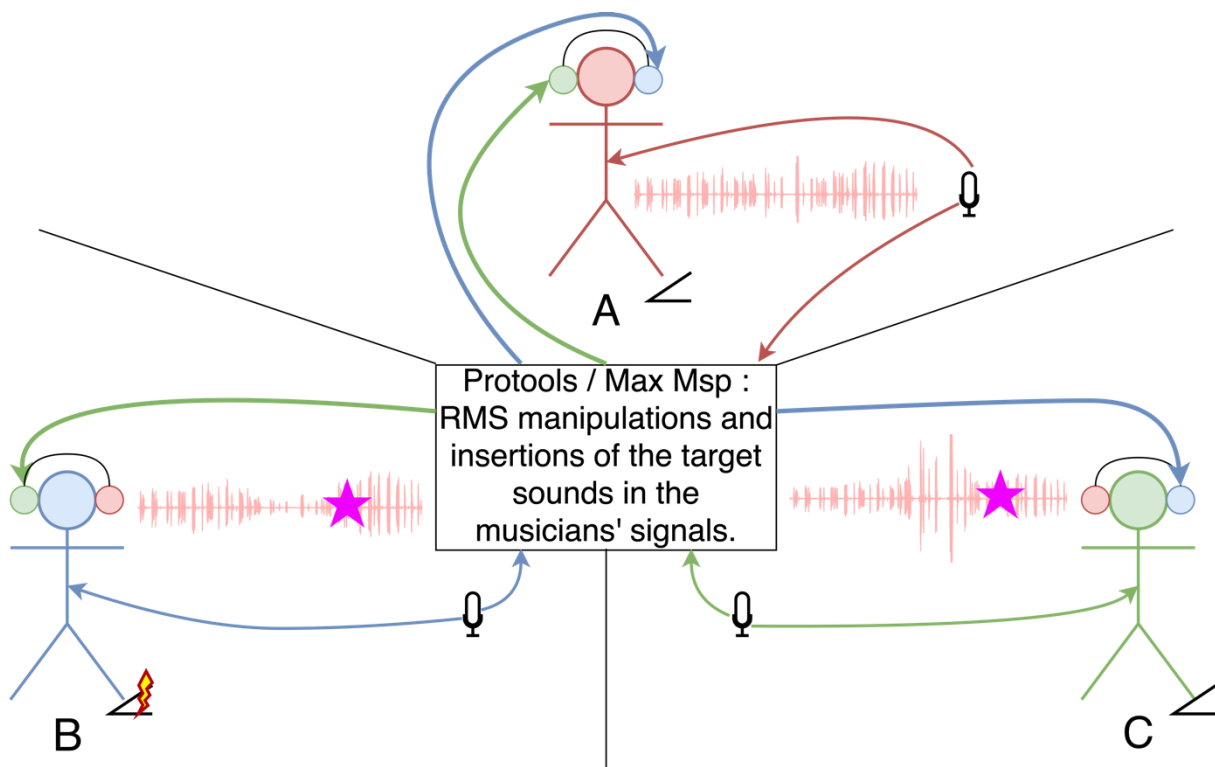 A
Protools / Max Msp :
RMS manipulations and
insertions of the target
sounds in the
musicians' signals.
B
C